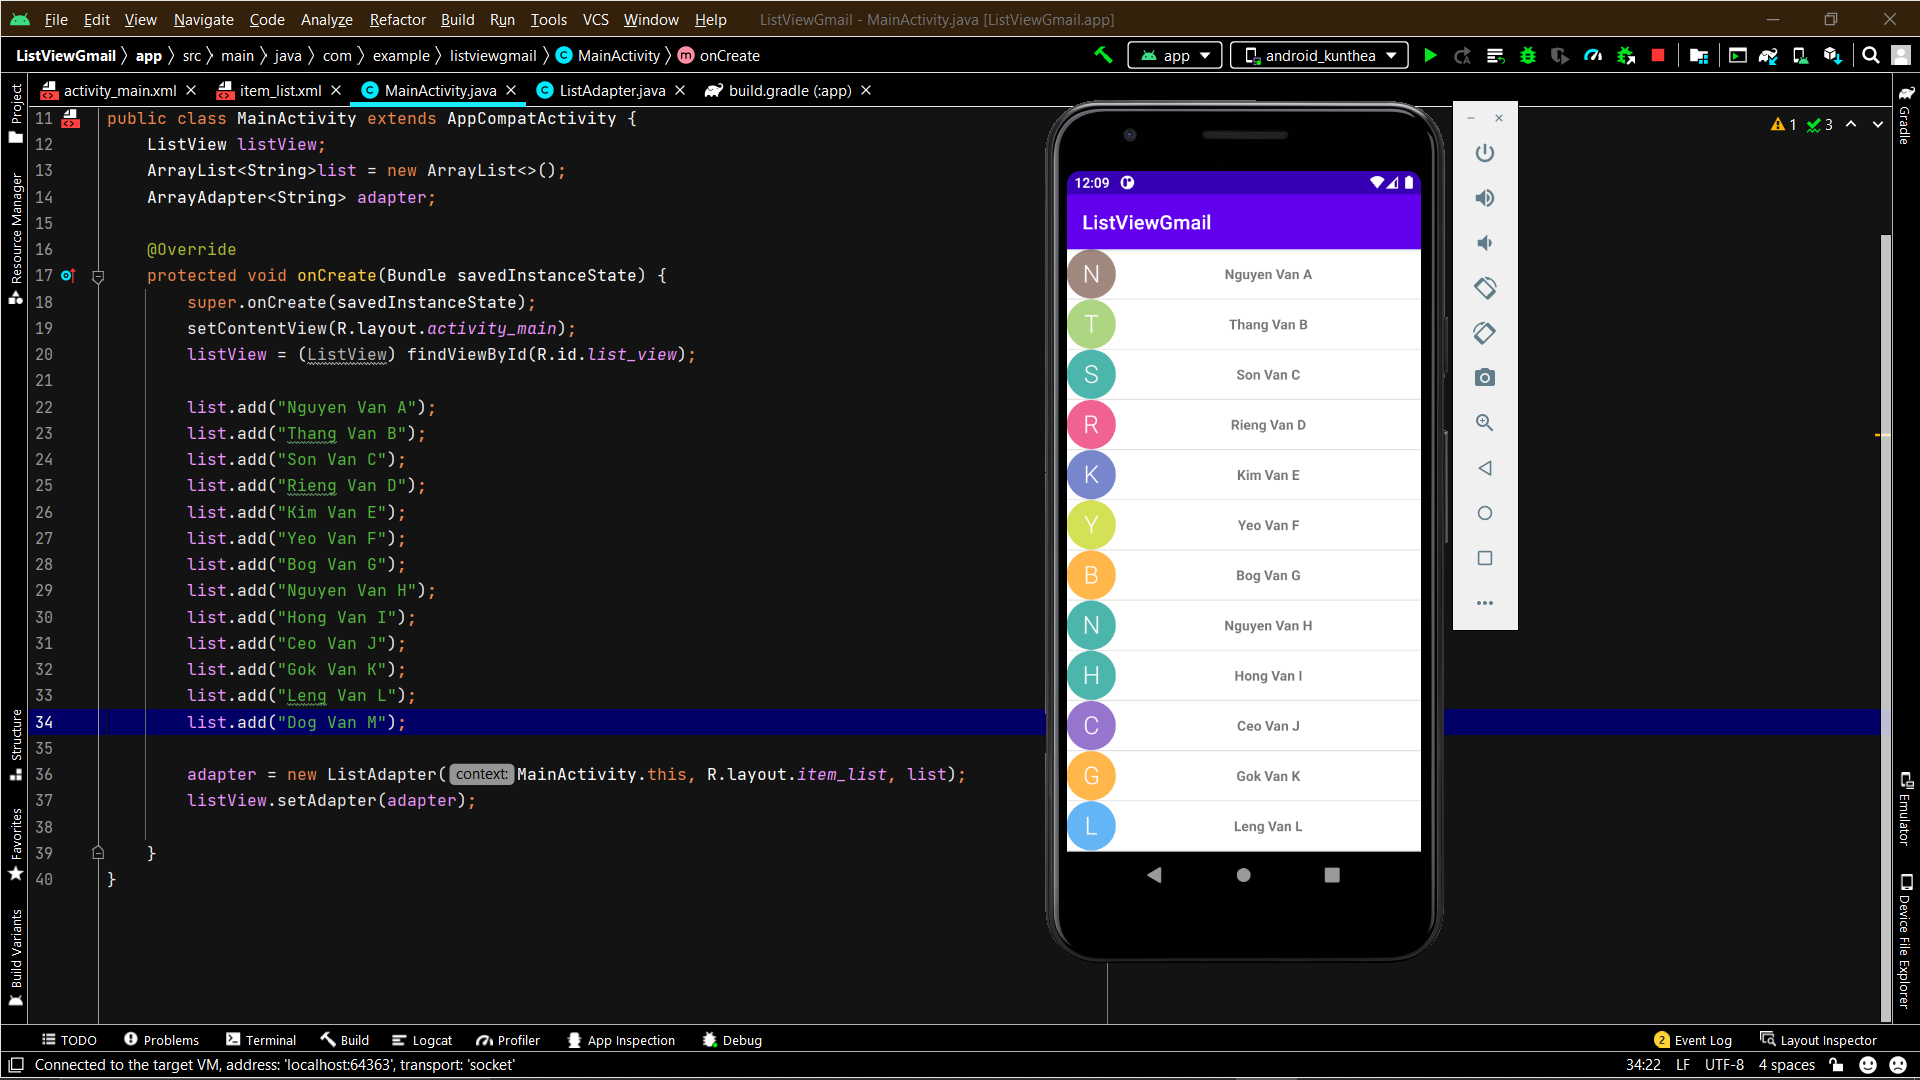 File Edit View Navigate Code Analyze Refactor Build Run Tools VCS Window Help ListViewGmail - MainActivity.java [ListViewGmail.app]
ListViewGmail app src main java com example listviewgmail C MainActivity m onCreate app android_kunthea
activity_main.xml item_list.xml C MainActivity.java C ListAdapter.java build.gradle (:app)
1 3
11 public class MainActivity extends AppCompatActivity {
12 ListView listView;
13 ArrayList<String>list = new ArrayList<>();
14 ArrayAdapter<String> adapter;
15
16 @Override
17 protected void onCreate(Bundle savedInstanceState) {
18 super.onCreate(savedInstanceState);
19 setContentView(R.layout.activity_main);
20 listView = (ListView) findViewById(R.id.list_view);
21
22 list.add("Nguyen Van A");
23 list.add("Thang Van B");
24 list.add("Son Van C");
25 list.add("Rieng Van D");
26 list.add("Kim Van E");
27 list.add("Yeo Van F");
28 list.add("Bog Van G");
29 list.add("Nguyen Van H");
30 list.add("Hong Van I");
31 list.add("Ceo Van J");
32 list.add("Gok Van K");
33 list.add("Leng Van L");
34 list.add("Dog Van M");
35
36 adapter = new ListAdapter( context: MainActivity.this, R.layout.item_list, list);
37 listView.setAdapter(adapter);
38
39 }
40 }
12:09
ListViewGmail
N Nguyen Van A
T Thang Van B
S Son Van C
R Rieng Van D
K Kim Van E
Y Yeo Van F
B Bog Van G
N Nguyen Van H
H Hong Van I
C Ceo Van J
G Gok Van K
L Leng Van L
Project
Resource Manager
Structure
Favorites
Build Variants
Gradle
Emulator
Device File Explorer
TODO Problems Terminal Build Logcat Profiler App Inspection Debug 2 Event Log Layout Inspector
Connected to the target VM, address: 'localhost:64363', transport: 'socket' 34:22 LF UTF-8 4 spaces